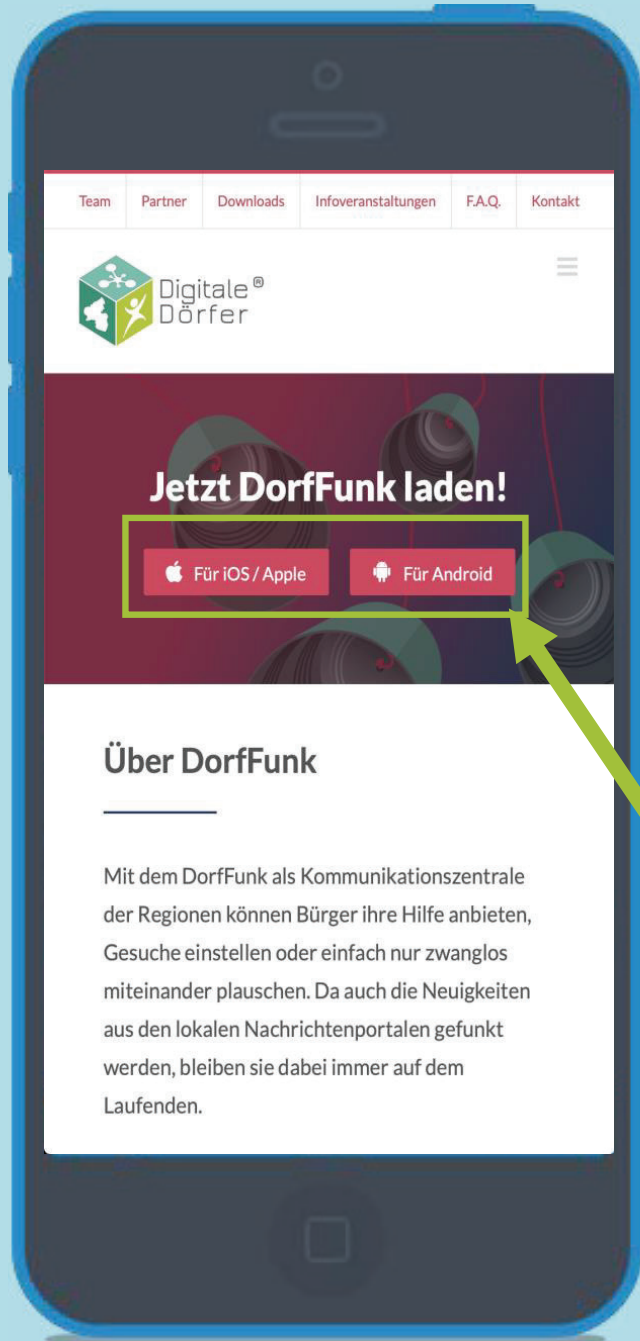 Team Partner Downloads Infoveranstaltungen F.A.Q. Kontakt
Digitale®
Dörfer
Jetzt DorfFunk laden!
Für iOS / Apple Für Android
Über DorfFunk
Mit dem DorfFunk als Kommunikationszentrale
der Regionen können Bürger ihre Hilfe anbieten,
Gesuche einstellen oder einfach nur zwanglos
miteinander plauschen. Da auch die Neuigkeiten
aus den lokalen Nachrichtenportalen gefunkt
werden, bleiben sie dabei immer auf dem
Laufenden.